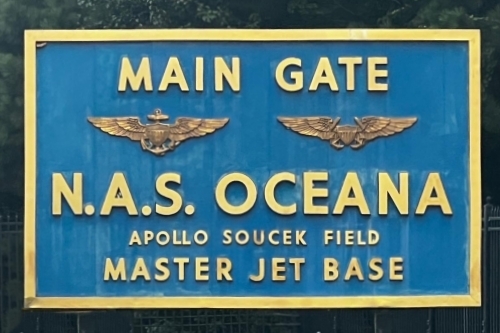 MAIN GATE
N.A.S. OCEANA
APOLLO SOUCEK FIELD
MASTER JET BASE